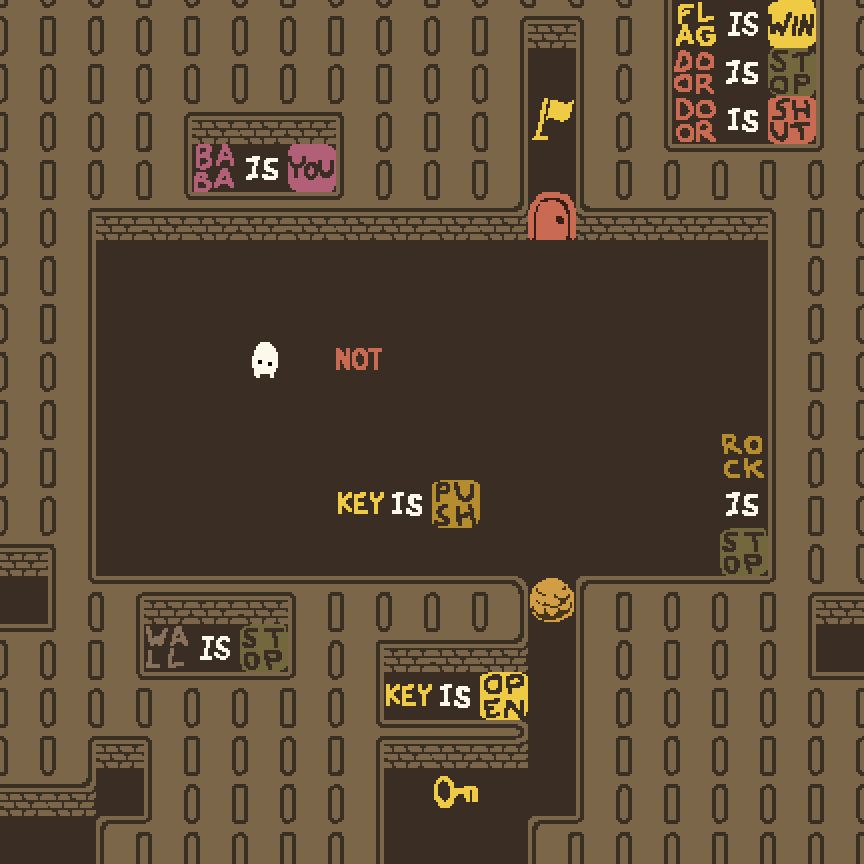 FLAG IS WIN
DOOR IS STOP
DOOR IS SHUT
BABA IS YOU
NOT
ROCK
IS
STOP
KEY IS PUSH
WALL IS STOP
KEY IS OPEN